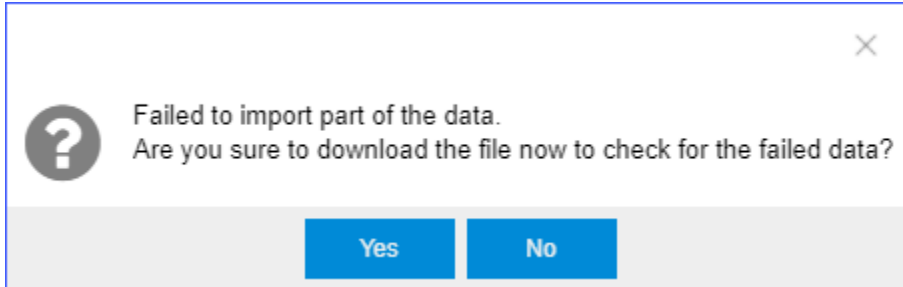 Failed to import part of the data.
Are you sure to download the file now to check for the failed data?
Yes
No